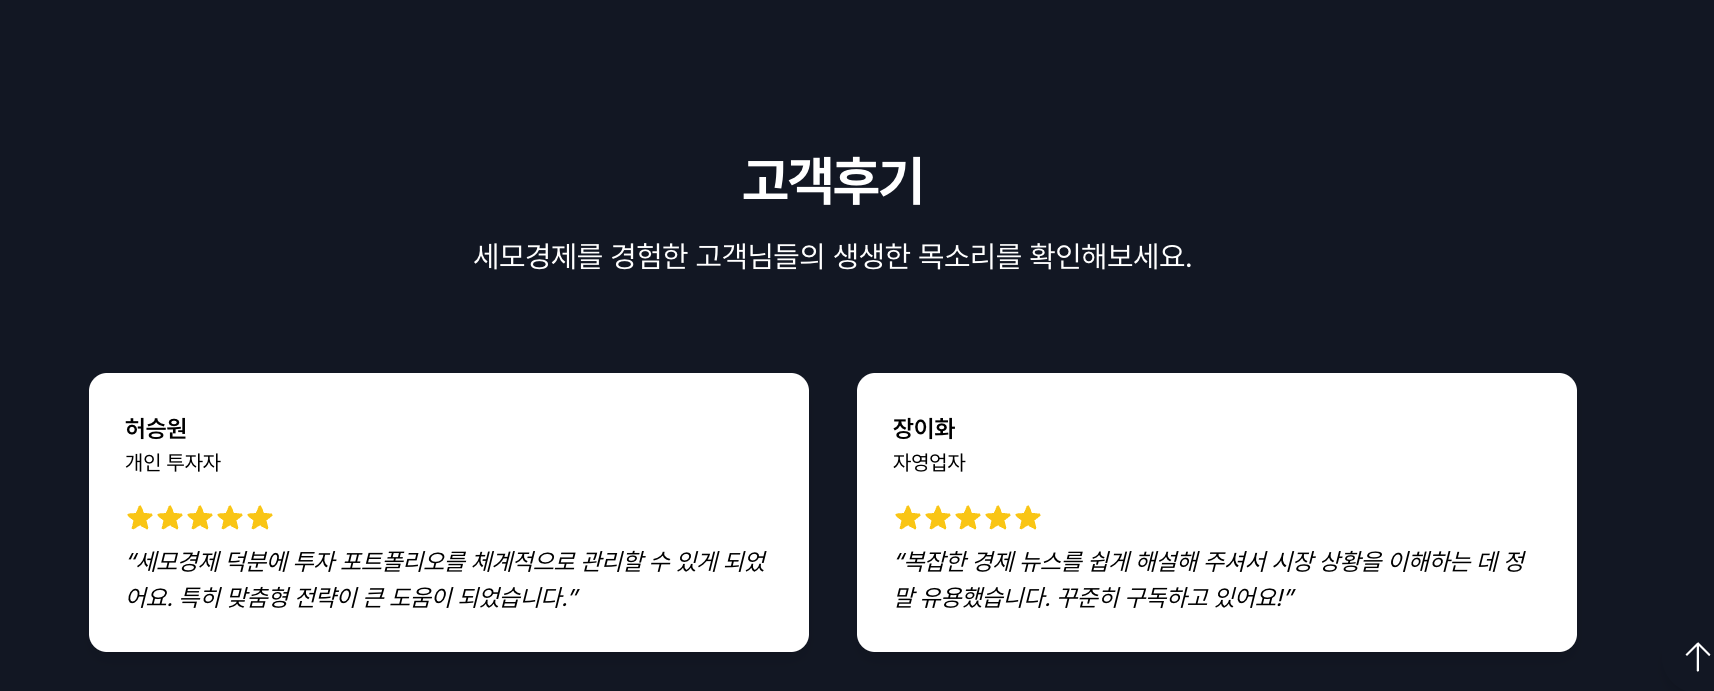 고객후기
세모경제를 경험한 고객님들의 생생한 목소리를 확인해보세요.
허승원
개인 투자자
“세모경제 덕분에 투자 포트폴리오를 체계적으로 관리할 수 있게 되었
어요. 특히 맞춤형 전략이 큰 도움이 되었습니다.”
장이화
자영업자
“복잡한 경제 뉴스를 쉽게 해설해 주셔서 시장 상황을 이해하는 데 정
말 유용했습니다. 꾸준히 구독하고 있어요!”